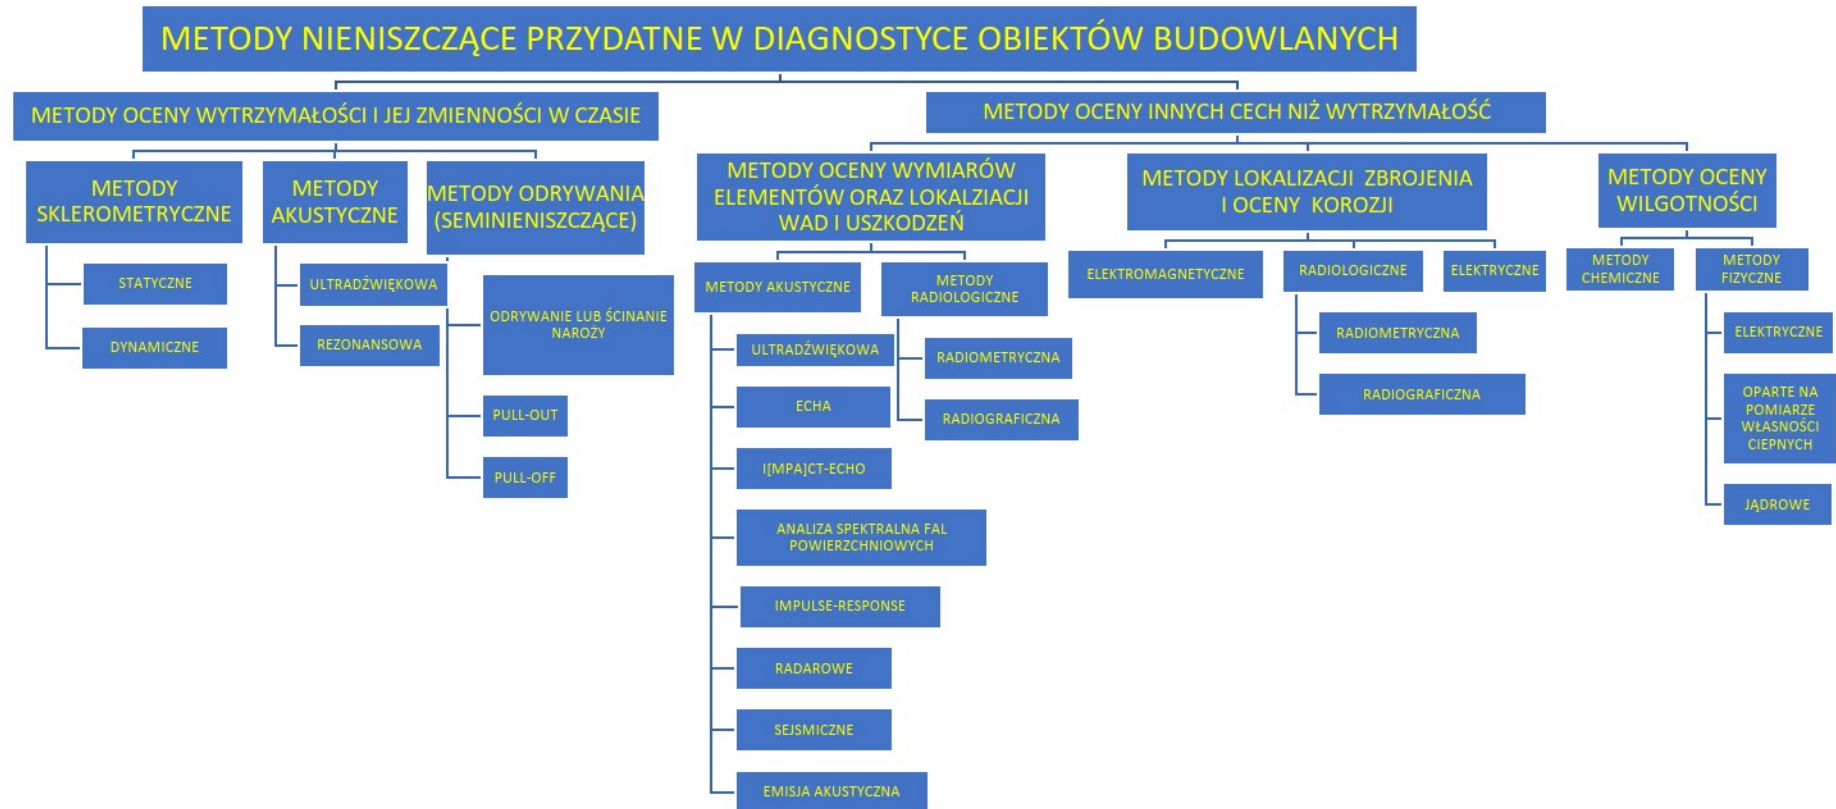 METODY NIENISZCZĄCE PRZYDATNE W DIAGNOSTYCE OBIEKTÓW BUDOWLANYCH
METODY OCENY WYTRZYMAŁOŚCI I JEJ ZMIENNOŚCI W CZASIE
METODY
SKLEROMETRYCZNE
STATYCZNE
DYNAMICZNE
METODY
AKUSTYCZNE
ULTRADŹWIĘKOWA
REZONANSOWA
METODY ODRYWANIA
(SEMINIENISZCZĄCE)
ODRYWANIE LUB ŚCINANIE
NAROŻY
PULL-OUT
PULL-OFF
METODY OCENY INNYCH CECH NIŻ WYTRZYMAŁOŚĆ
METODY OCENY WYMIARÓW
ELEMENTÓW ORAZ LOKALZIACJI
WAD I USZKODZEŃ
METODY AKUSTYCZNE
ULTRADŹWIĘKOWA
ECHA
I[MPA]CT-ECHO
ANALIZA SPEKTRALNA FAL
POWIERZCHNIOWYCH
IMPULSE-RESPONSE
RADAROWE
SEJSMICZNE
EMISJA AKUSTYCZNA
METODY
RADIOLOGICZNE
RADIOMETRYCZNA
RADIOGRAFICZNA
METODY LOKALIZACJI ZBROJENIA
I OCENY KOROZJI
ELEKTROMAGNETYCZNE
RADIOLOGICZNE
RADIOMETRYCZNA
RADIOGRAFICZNA
ELEKTRYCZNE
METODY OCENY
WILGOTNOŚCI
METODY
CHEMICZNE
METODY
FIZYCZNE
ELEKTRYCZNE
OPARTE NA
POMIARZE
WŁASNOŚCI
CIEPNYCH
JĄDROWE